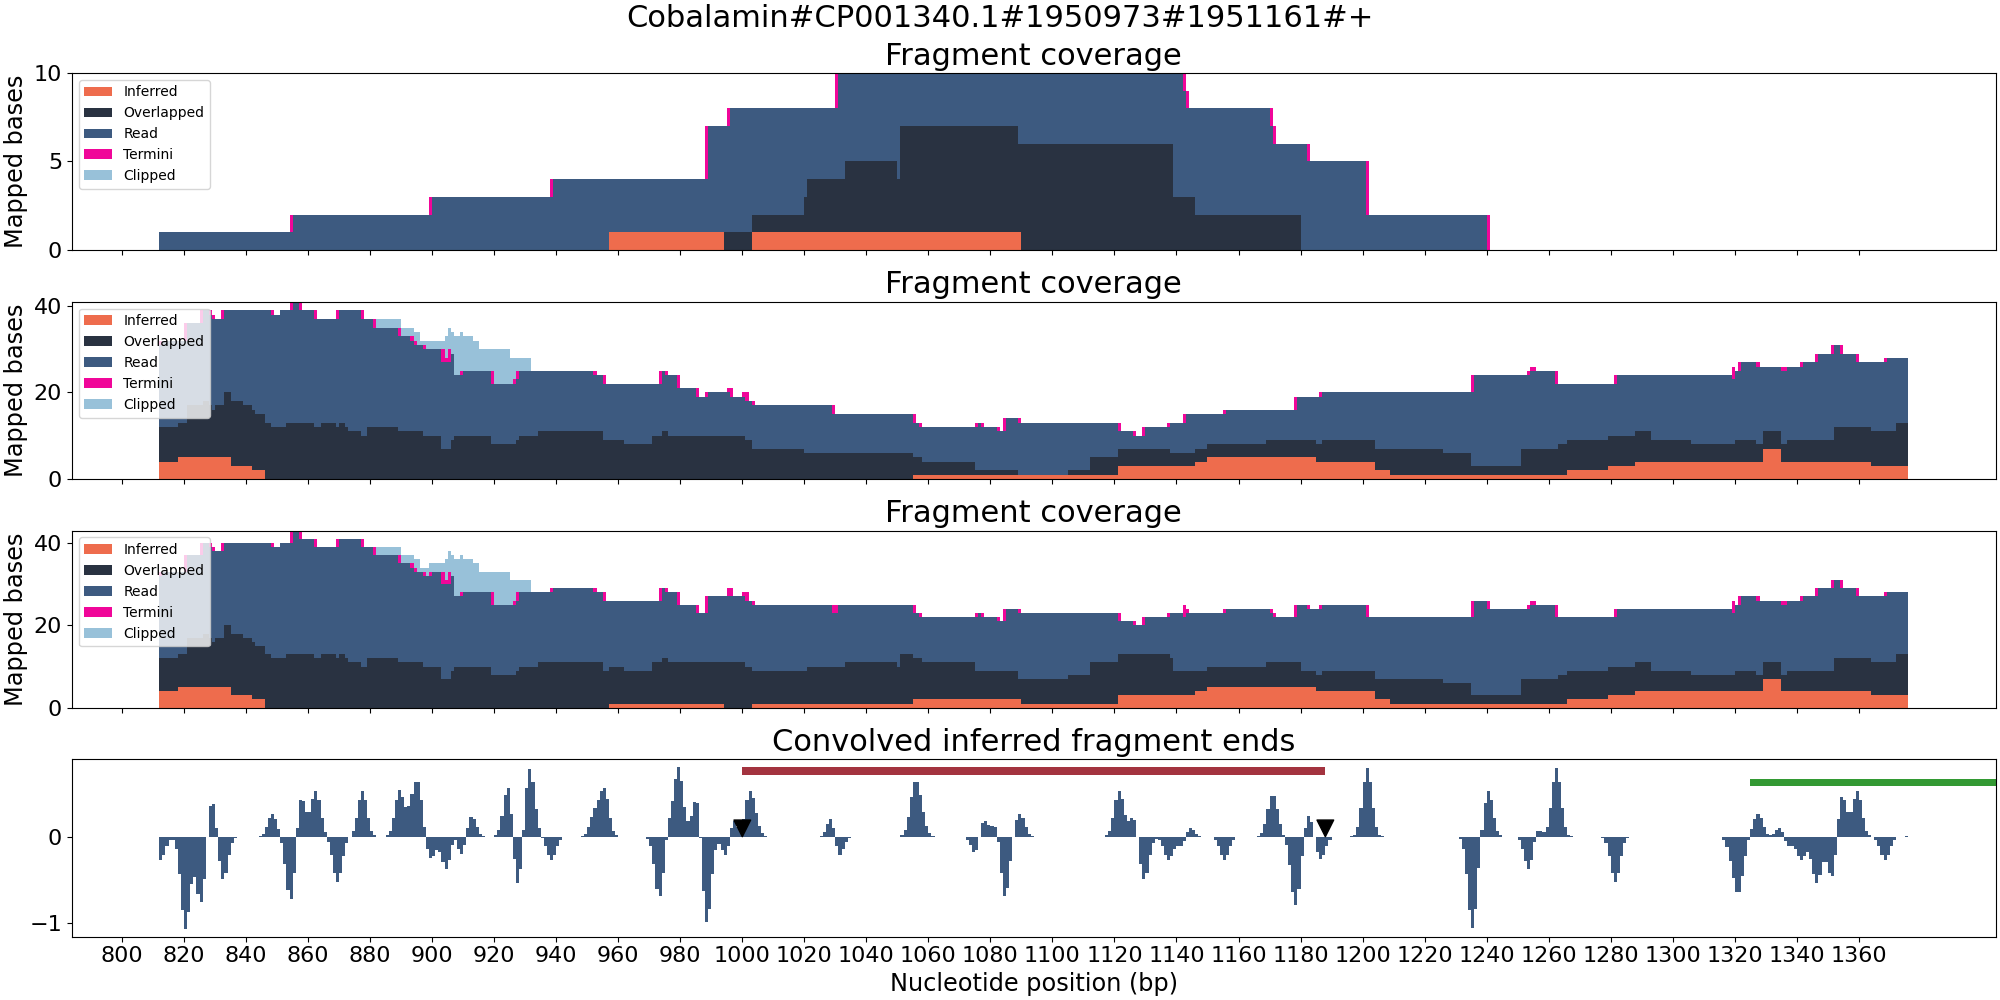 Cobalamin#CP001340.1#1950973#1951161#+
Fragment coverage
Mapped bases
10
5
0
Inferred
Overlapped
Read
Termini
Clipped
Fragment coverage
Mapped bases
40
20
0
Inferred
Overlapped
Read
Termini
Clipped
Fragment coverage
Mapped bases
40
20
0
Inferred
Overlapped
Read
Termini
Clipped
Convolved inferred fragment ends
0
−1
800 820 840 860 880 900 920 940 960 980 1000 1020 1040 1060 1080 1100 1120 1140 1160 1180 1200 1220 1240 1260 1280 1300 1320 1340 1360
Nucleotide position (bp)